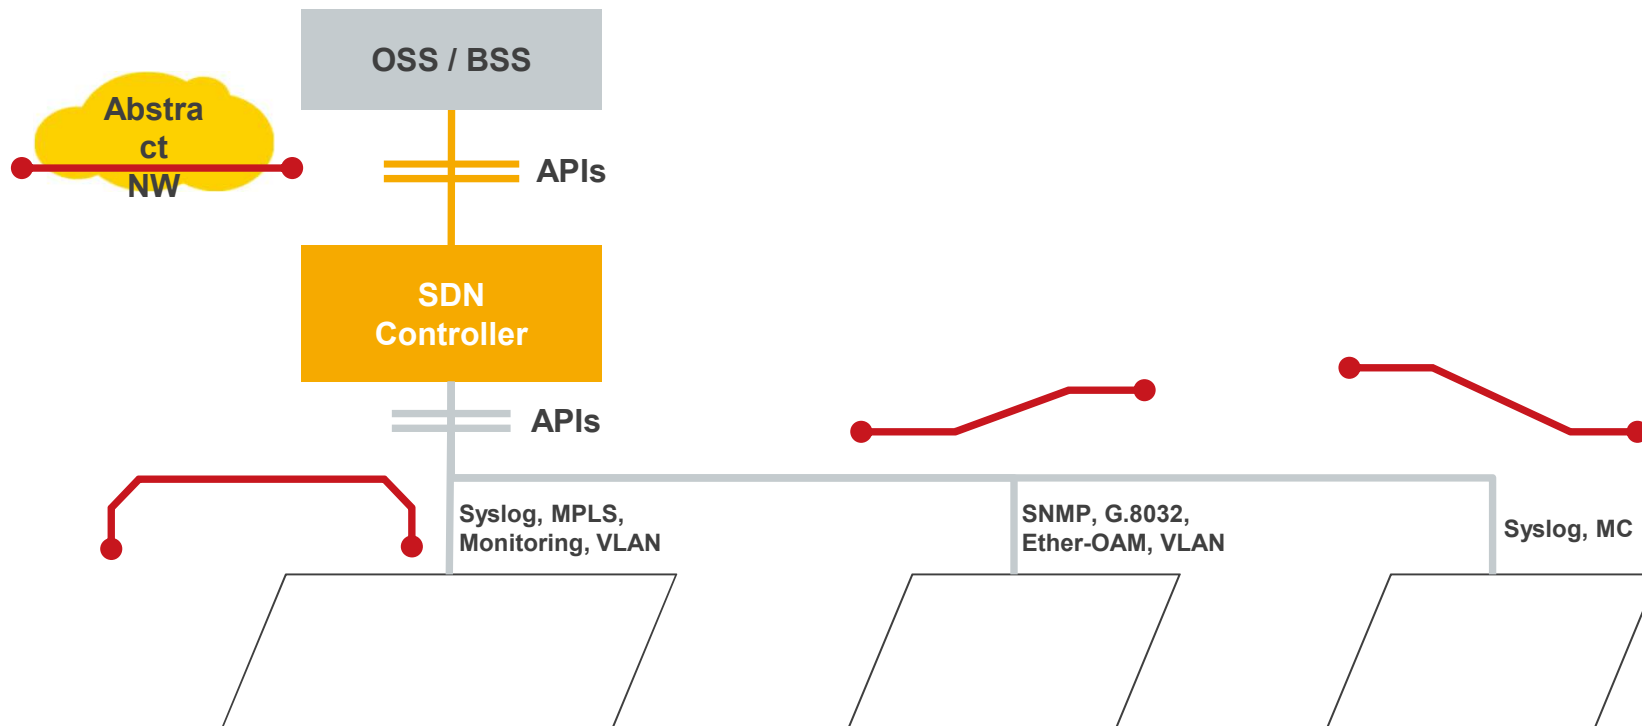 OSS / BSS
Abstra
ct
NW
APIs
SDN
Controller
APIs
Syslog, MPLS,
Monitoring, VLAN
SNMP, G.8032,
Ether-OAM, VLAN
Syslog, MC